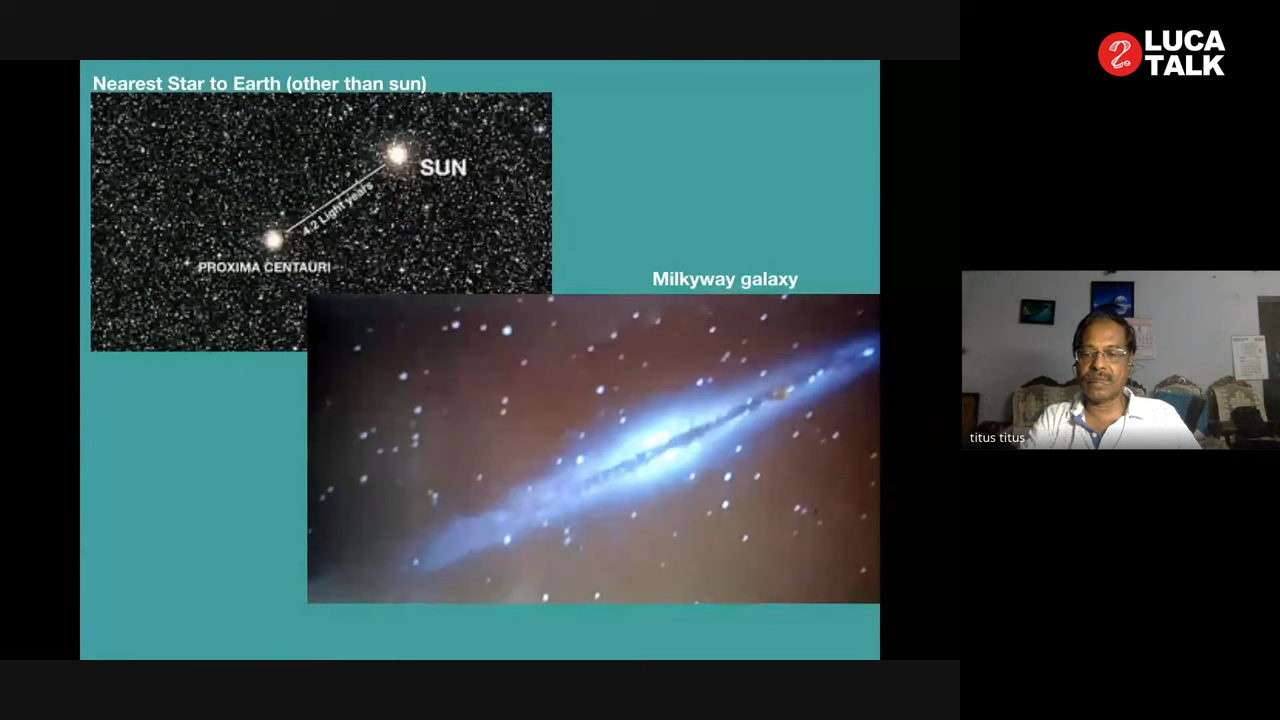 Nearest Star to Earth (other than sun)
SUN
4.2 Light years
PROXIMA CENTAURI
Milkyway galaxy
LUCA
TALK
titus titus